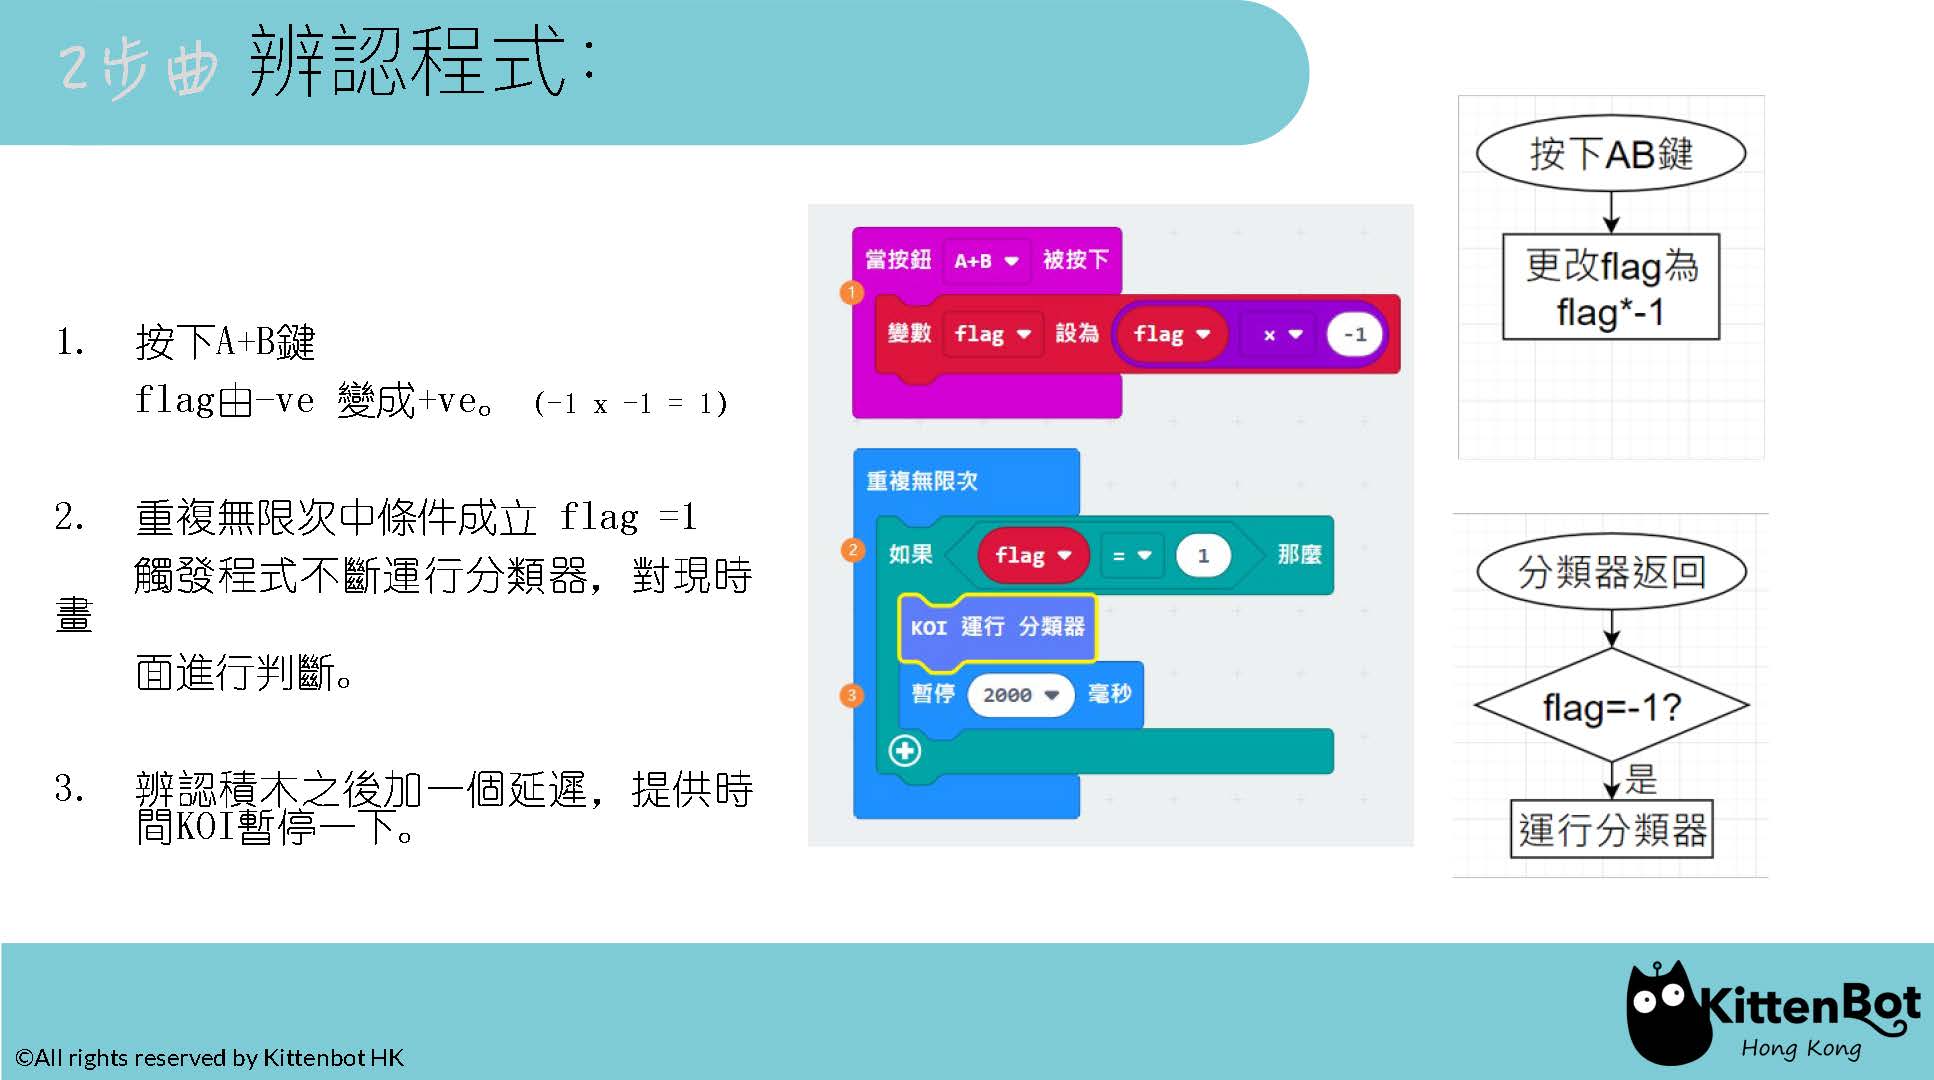 2步曲 辨認程式:
1. 按下A+B鍵
flag由-ve 變成+ve。 (-1 x -1 = 1)
2. 重複無限次中條件成立 flag =1
觸發程式不斷運行分類器，對現時
畫
面進行判斷。
3. 辨認積木之後加一個延遲，提供時
間KOI暫停一下。
當按鈕 A+B 被按下
1
變數 flag 設為 flag x -1
重複無限次
2 如果 flag = 1 那麼
KOI 運行 分類器
3 暫停 2000 毫秒
按下AB鍵
更改flag為
flag*-1
分類器返回
flag=-1?
是
運行分類器
©All rights reserved by Kittenbot HK
KittenBot
Hong Kong